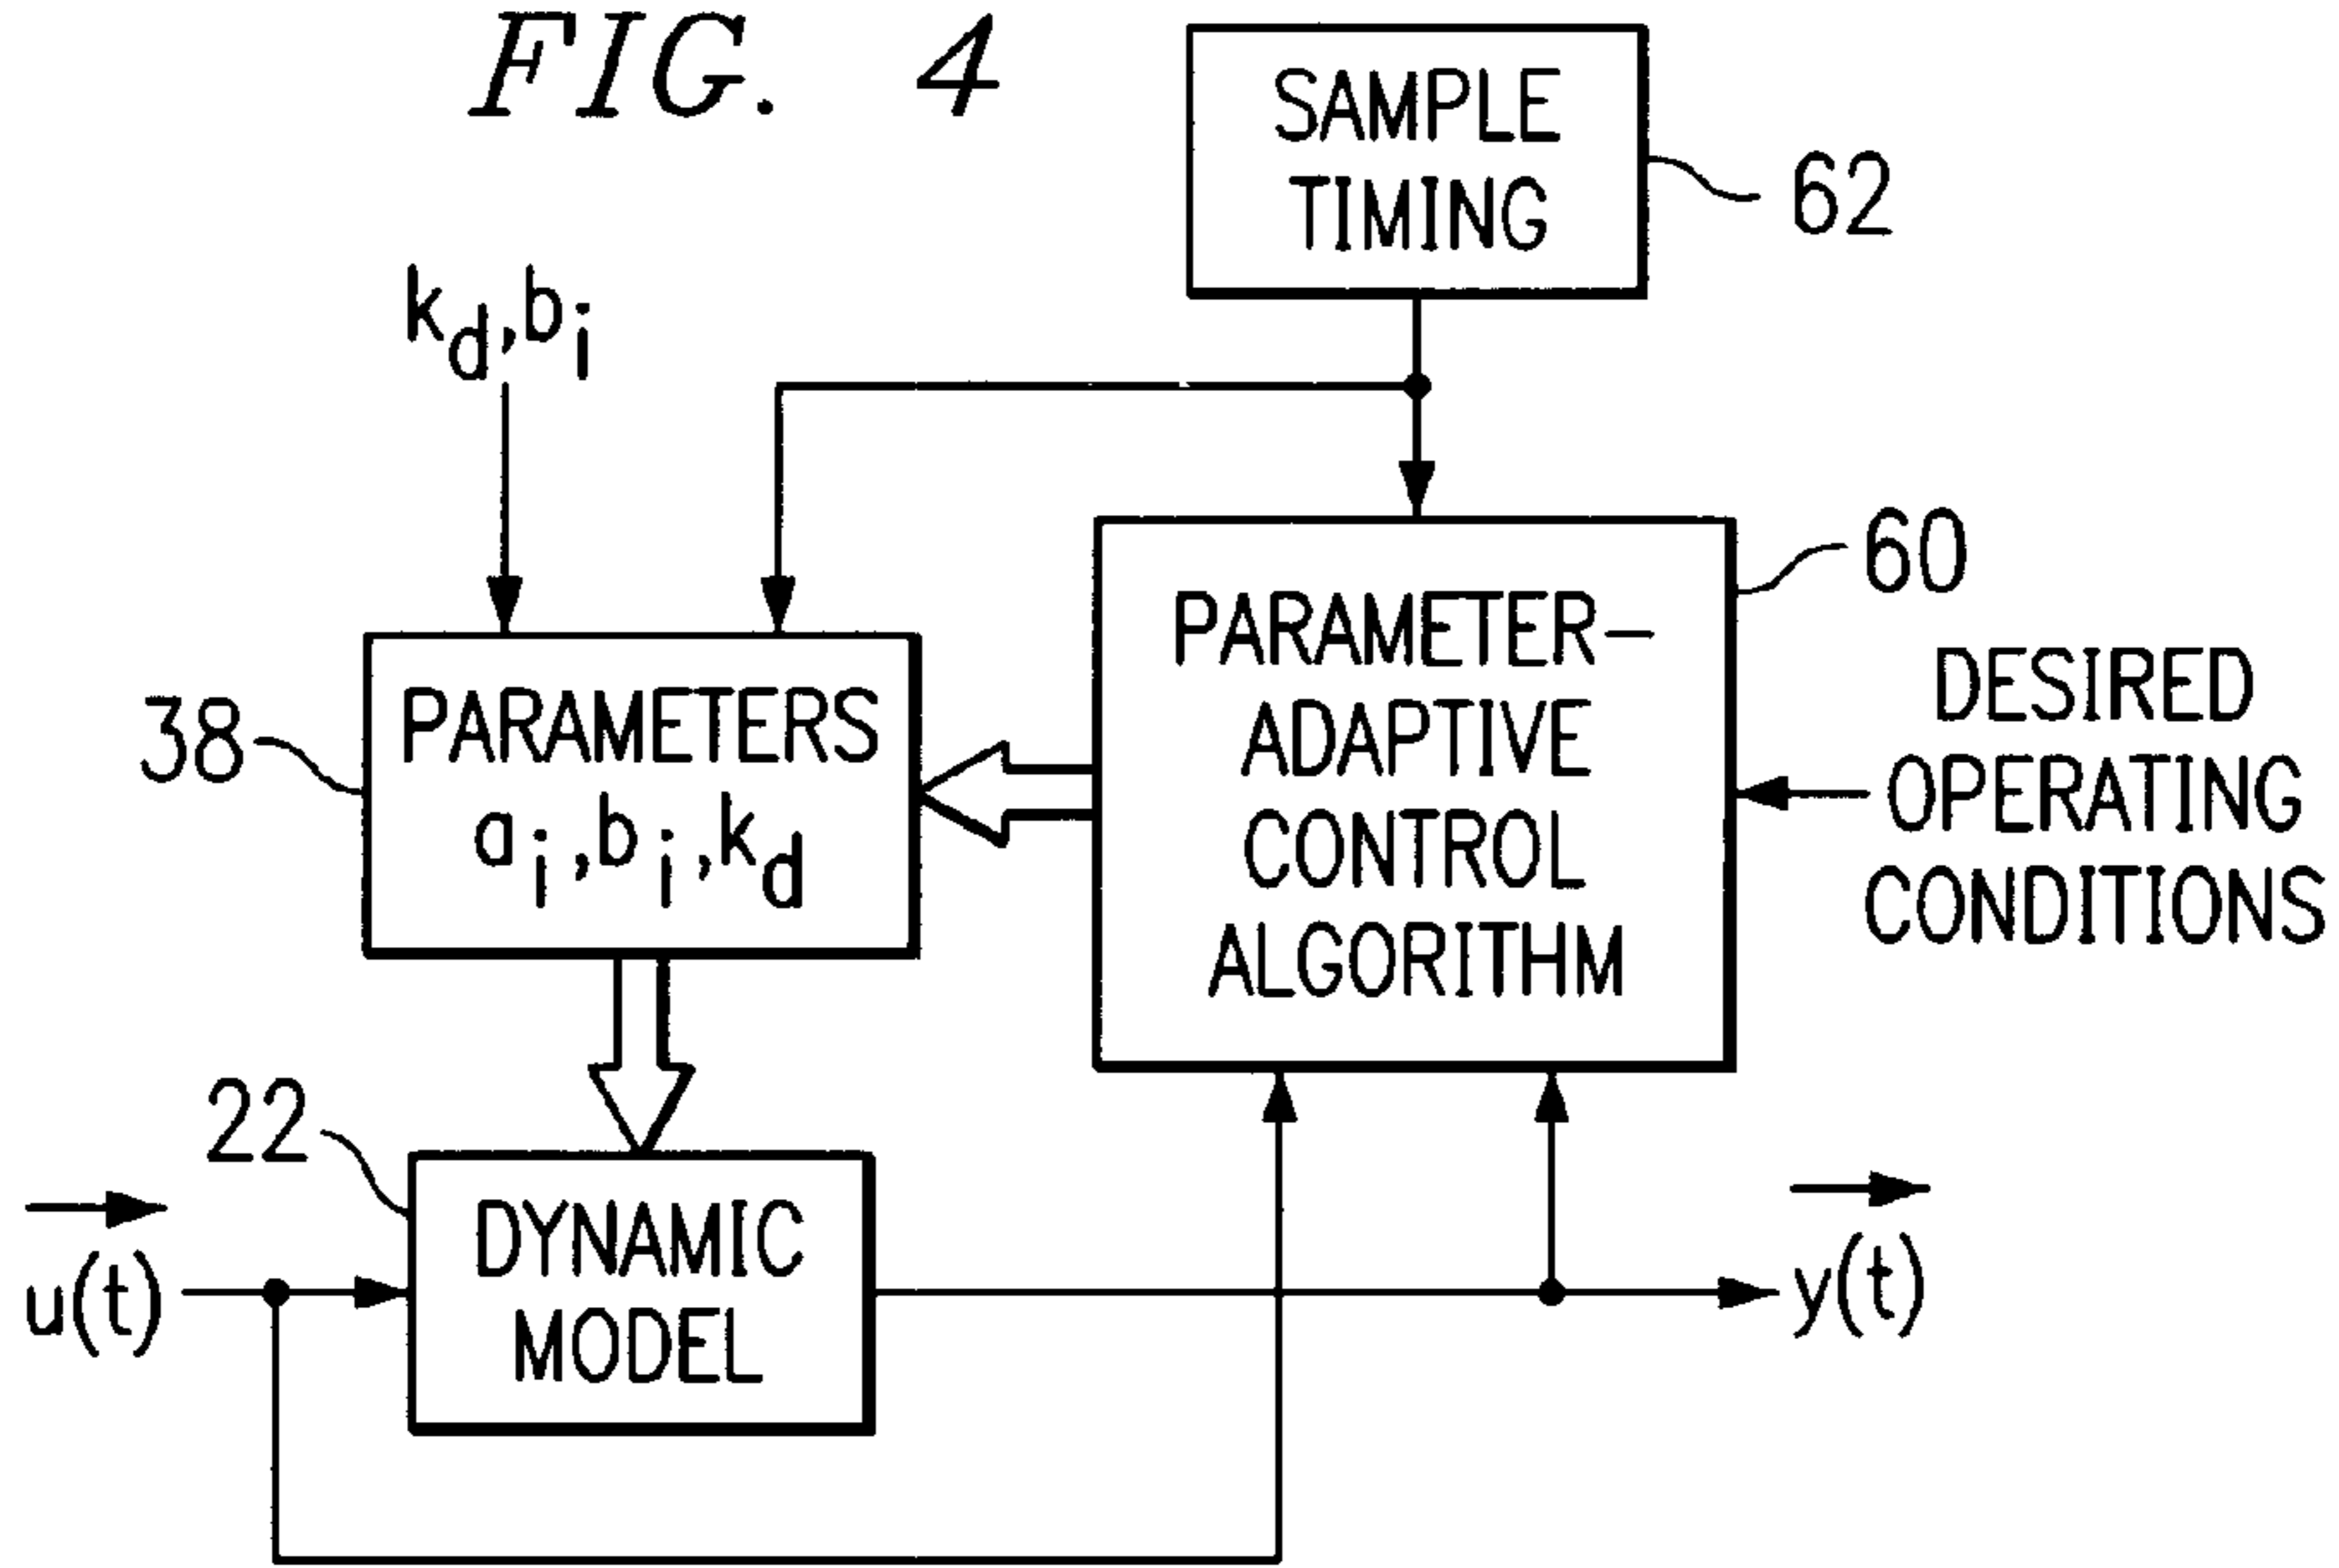 FIG. 4
SAMPLE
TIMING
62
k_d, b_i
60
PARAMETER-
ADAPTIVE
CONTROL
ALGORITHM
DESIRED
OPERATING
CONDITIONS
38
PARAMETERS
a_i, b_i, k_d
22
DYNAMIC
MODEL
u(t)
y(t)